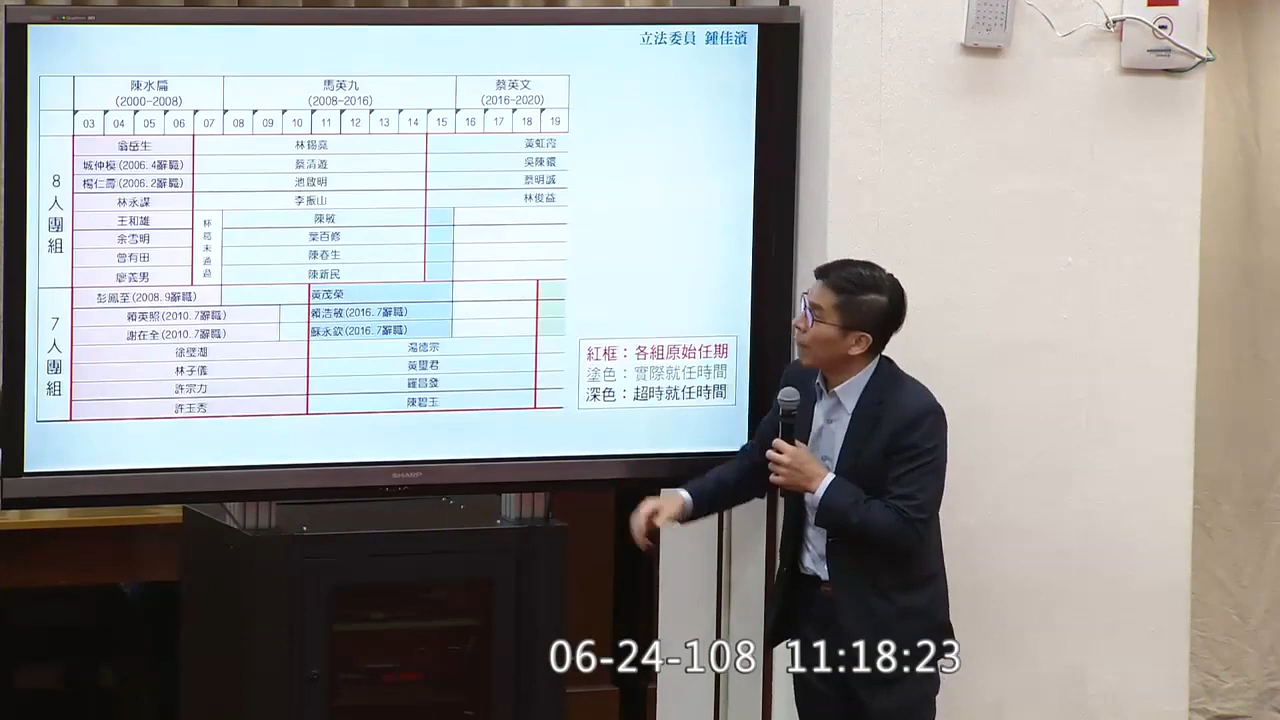 立法委員 鍾佳濱
陳水扁 馬英九 蔡英文
(2000-2008) (2008-2016) (2016-2020)
03 04 05 06 07 08 09 10 11 12 13 14 15 16 17 18 19
8人團組
翁岳生 林錫堯 黃虹霞
城仲模(2006.4辭職) 蔡清遊 吳陳鐶
楊仁壽(2006.2辭職) 池啟明 蔡明誠
林永謀 李振山 林俊益
王和雄 陳敏
余雪明 葉百修
曾有田 陳春生
廖義男 陳新民
7人團組
彭鳳至(2008.9辭職) 黃茂榮
賴英照(2010.7辭職) 賴浩敏(2016.7辭職)
謝在全(2010.7辭職) 蘇永欽(2016.7辭職)
徐璧湖 湯德宗
林子儀 黃璽君
許宗力 羅昌發
許玉秀 陳碧玉
紅框：各組原始任期
塗色：實際就任時間
深色：超時就任時間
SHARP
06-24-108 11:18:23